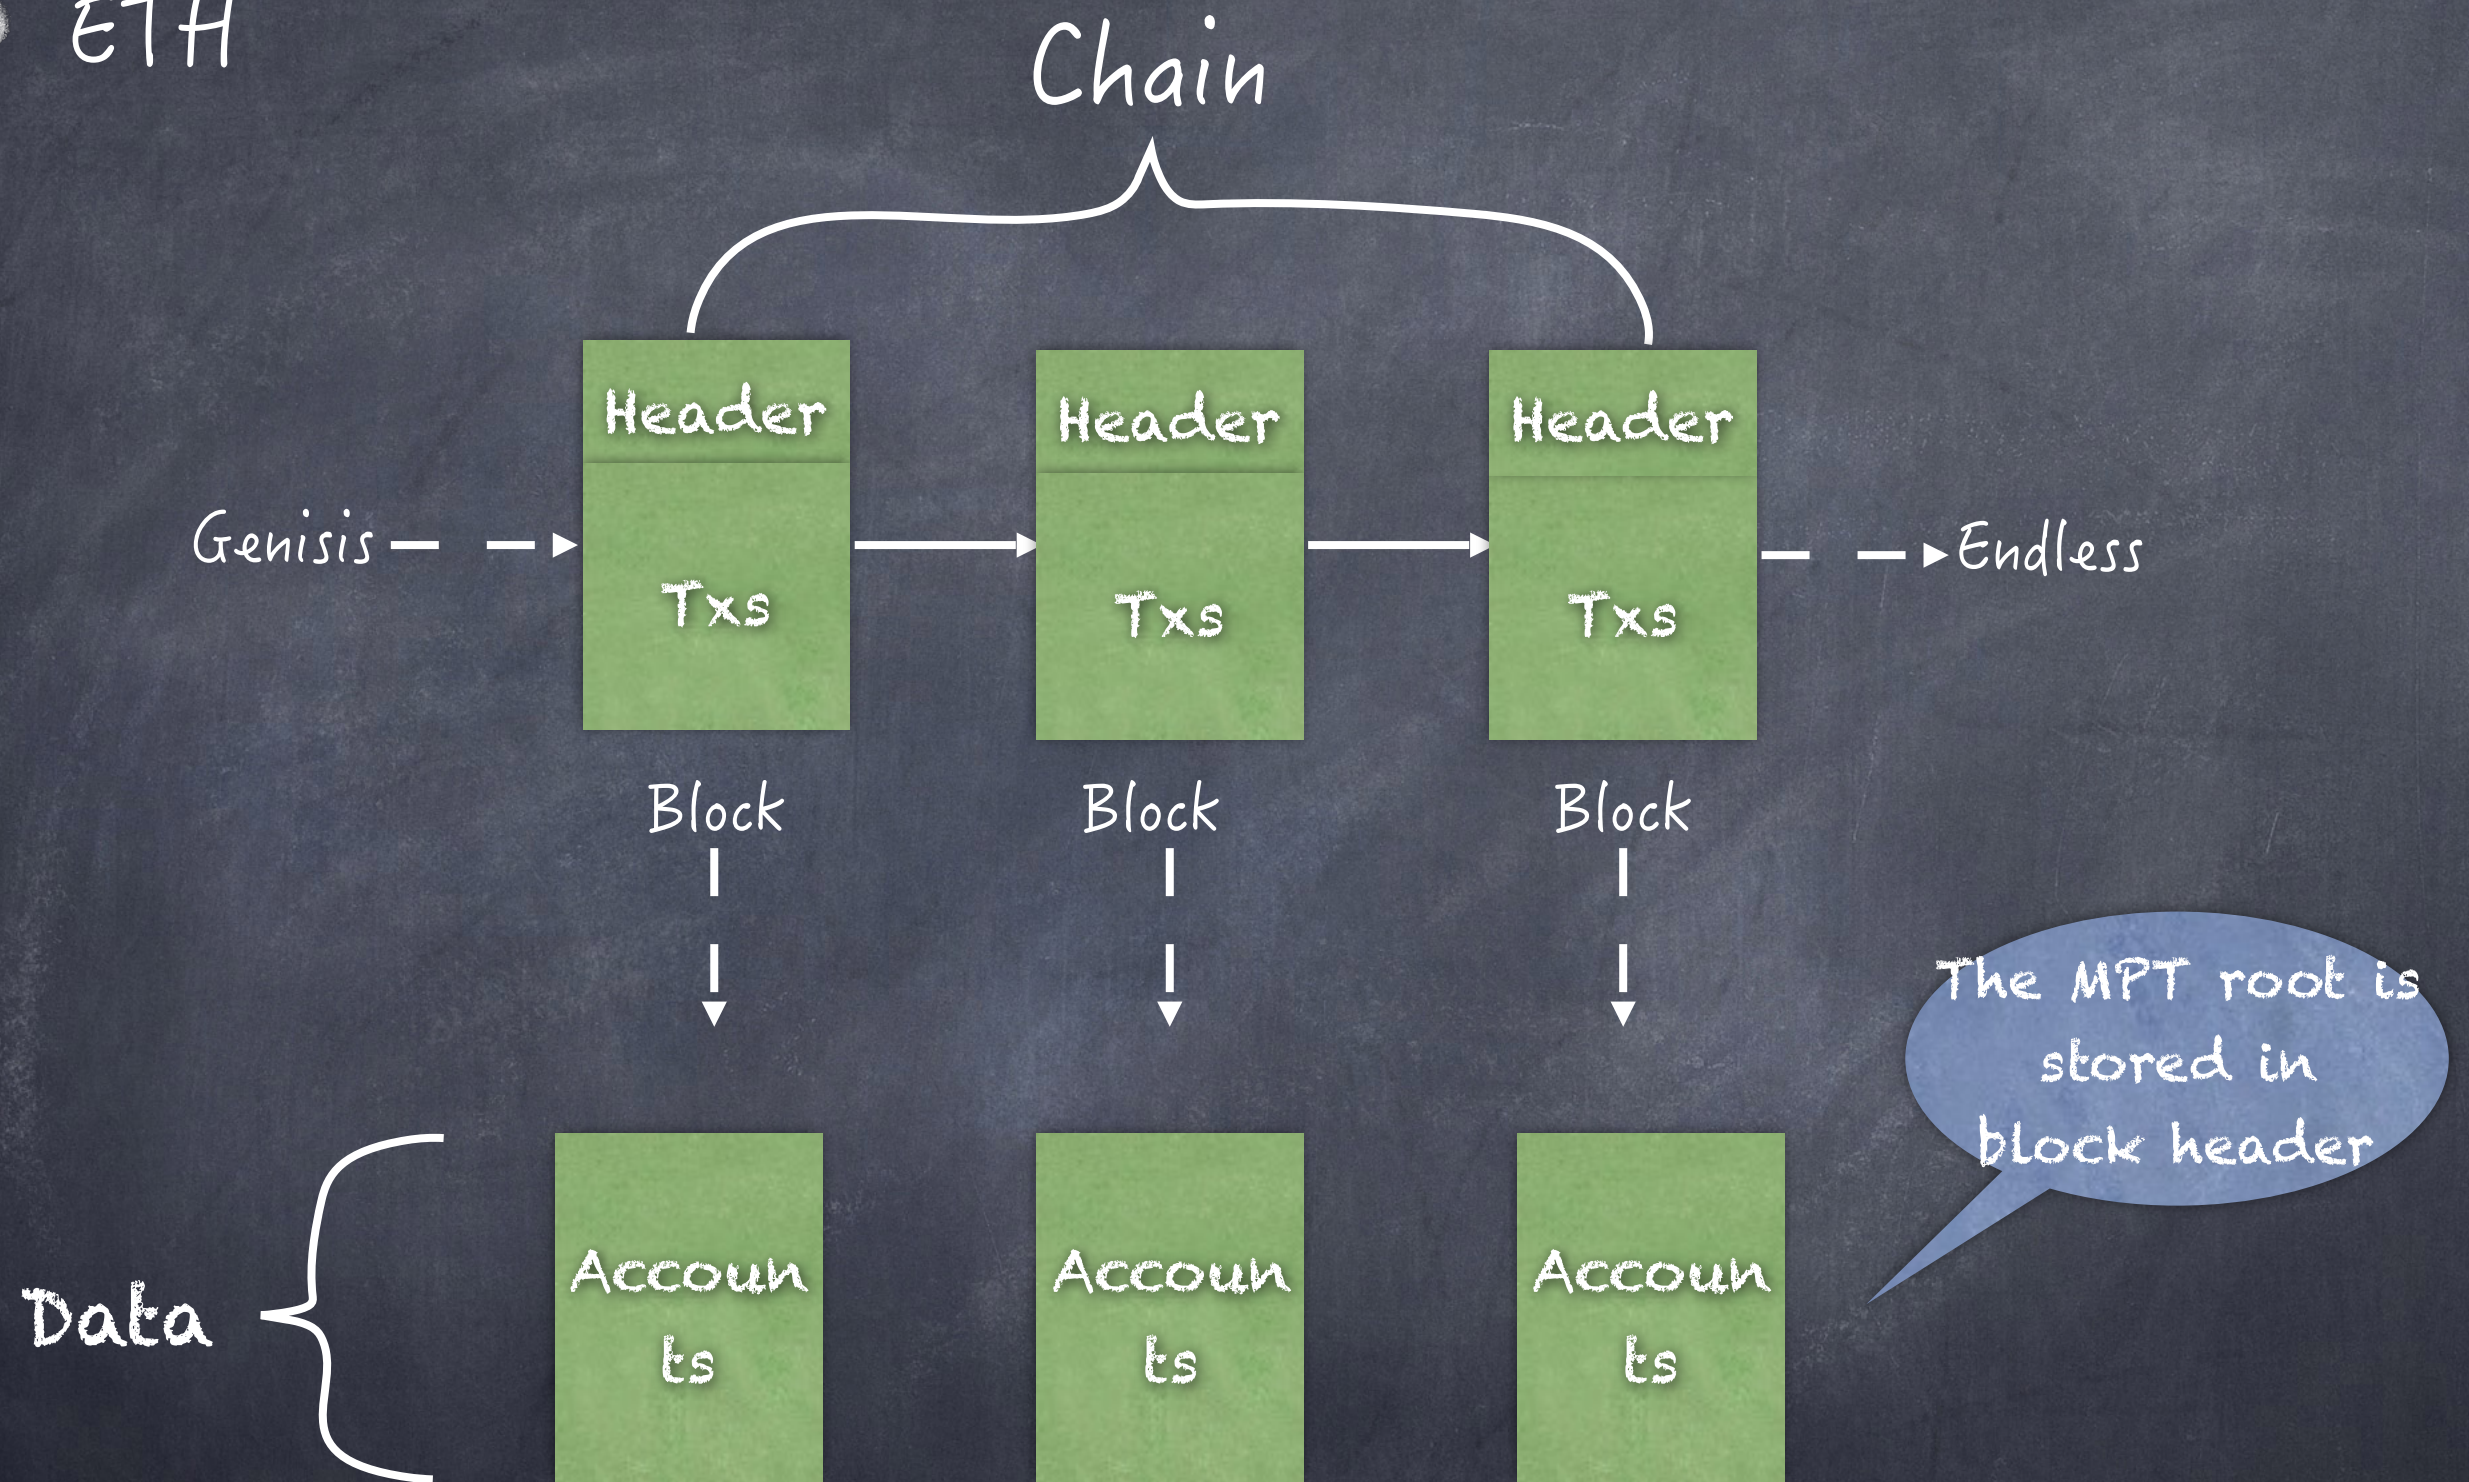 ETH
Chain
Header
Header
Header
Genisis
Endless
Txs
Txs
Txs
Block
Block
Block
The MPT root is
stored in
block header
Data
Accoun
ts
Accoun
ts
Accoun
ts